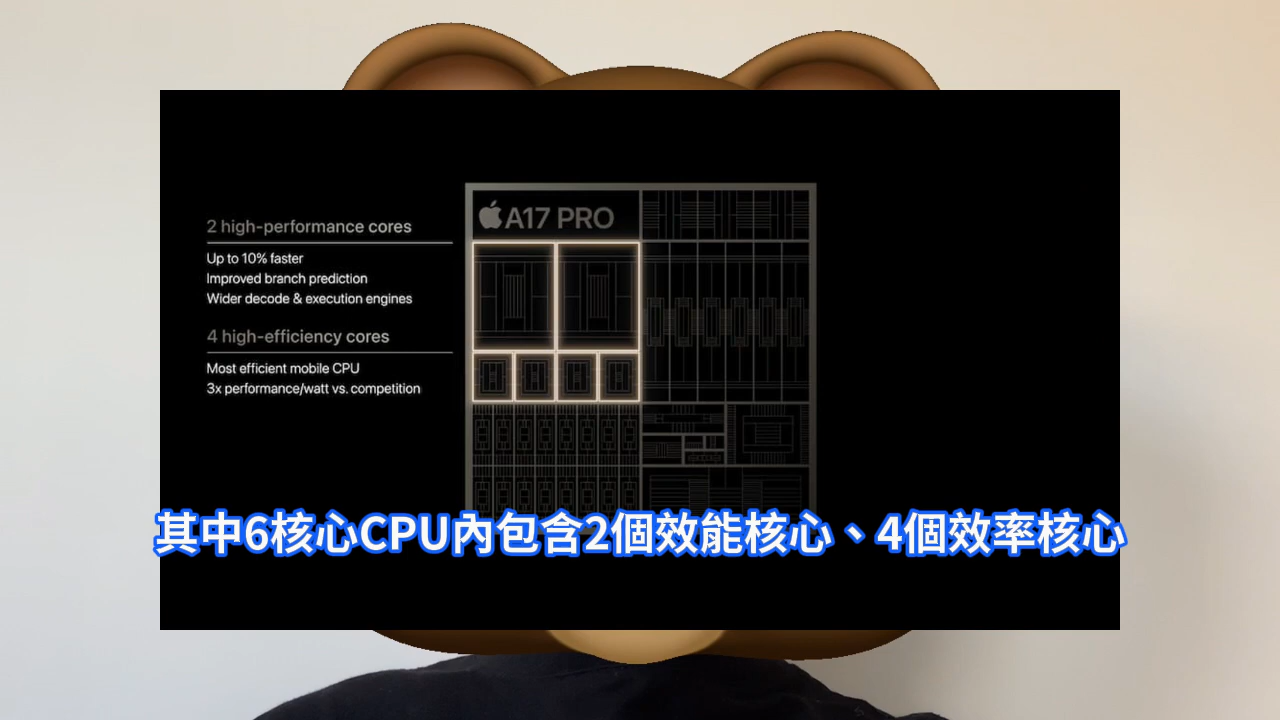 A17 PRO
2 high-performance cores
Up to 10% faster
Improved branch prediction
Wider decode & execution engines
4 high-efficiency cores
Most efficient mobile CPU
3x performance/watt vs. competition
其中6核心CPU內包含2個效能核心、4個效率核心